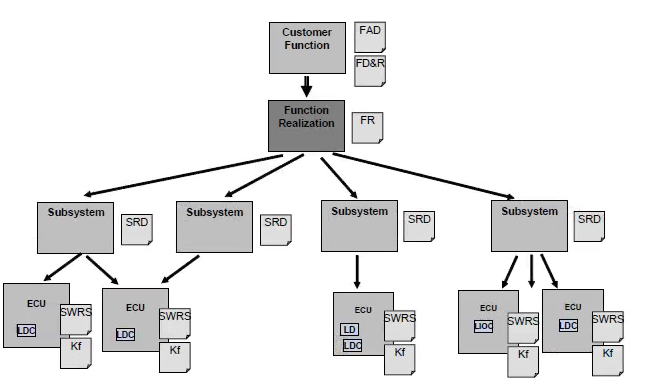 Customer
Function
FAD
FD&R
Function
Realization
FR
Subsystem
SRD
Subsystem
SRD
Subsystem
SRD
Subsystem
SRD
ECU
LDC
SWRS
Kf
ECU
LDC
SWRS
Kf
ECU
LD
LDC
SWRS
Kf
ECU
LIOC
SWRS
Kf
ECU
LDC
SWRS
Kf